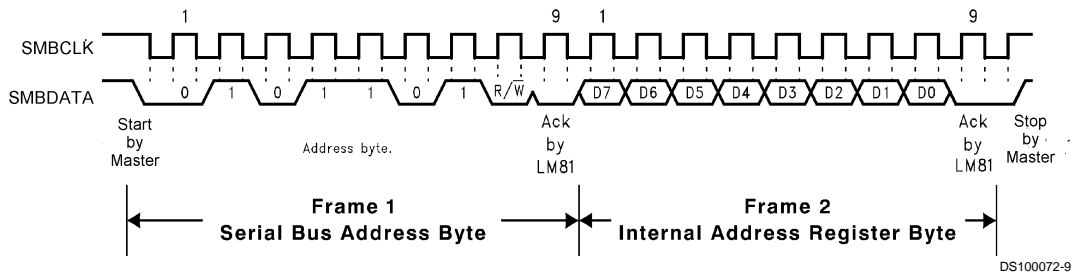 1 9 1 9
SMBCLK
SMBDATA
0 1 0 1 1 0 1 R/W D7 D6 D5 D4 D3 D2 D1 D0
Start
by
Master
Address byte.
Ack
by
LM81
Ack
by
LM81
Stop
by
Master
Frame 1
Serial Bus Address Byte
Frame 2
Internal Address Register Byte
DS100072-9